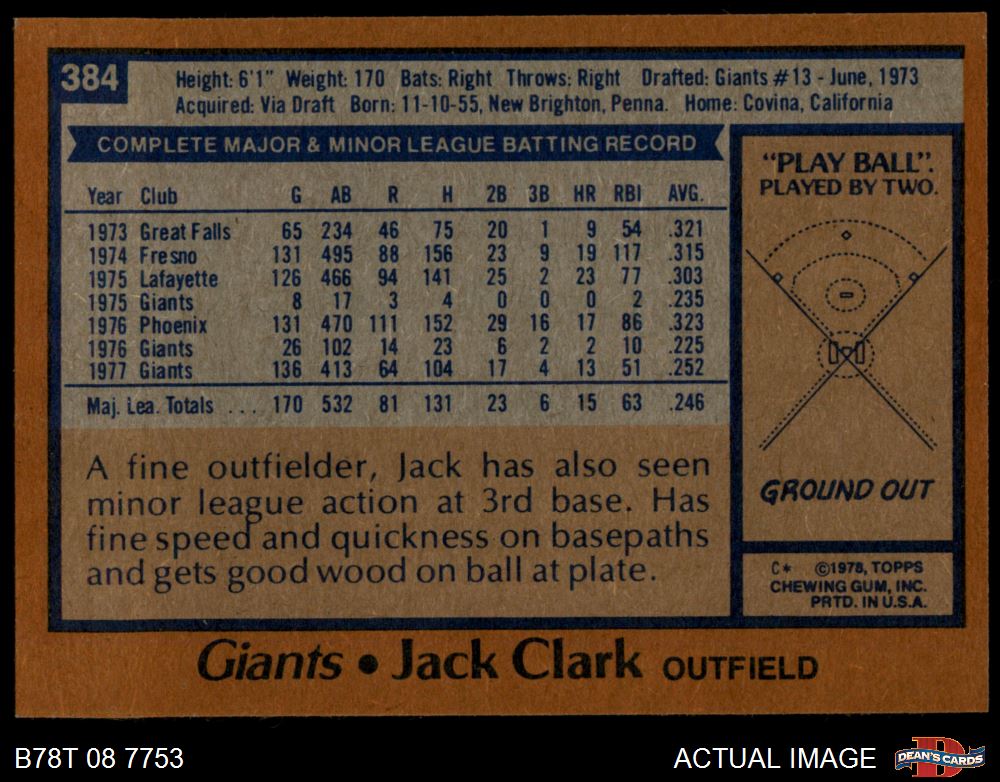 384
Height: 6'1" Weight: 170 Bats: Right Throws: Right Drafted: Giants #13 - June, 1973
Acquired: Via Draft Born: 11-10-55, New Brighton, Penna. Home: Covina, California
COMPLETE MAJOR & MINOR LEAGUE BATTING RECORD
Year Club G AB R H 2B 3B HR RBI AVG.
1973 Great Falls 65 234 46 75 20 1 9 54 .321
1974 Fresno 131 495 88 156 23 9 19 117 .315
1975 Lafayette 126 466 94 141 25 2 23 77 .303
1975 Giants 8 17 3 4 0 0 0 2 .235
1976 Phoenix 131 470 111 152 29 16 17 86 .323
1976 Giants 26 102 14 23 6 2 2 10 .225
1977 Giants 136 413 64 104 17 4 13 51 .252
Maj. Lea. Totals ... 170 532 81 131 23 6 15 63 .246
A fine outfielder, Jack has also seen
minor league action at 3rd base. Has
fine speed and quickness on basepaths
and gets good wood on ball at plate.
"PLAY BALL".
PLAYED BY TWO.
GROUND OUT
C* ©1978, TOPPS
CHEWING GUM, INC.
PRTD. IN U.S.A.
Giants • Jack Clark OUTFIELD
B78T 08 7753
ACTUAL IMAGE
D
DEAN'S CARDS